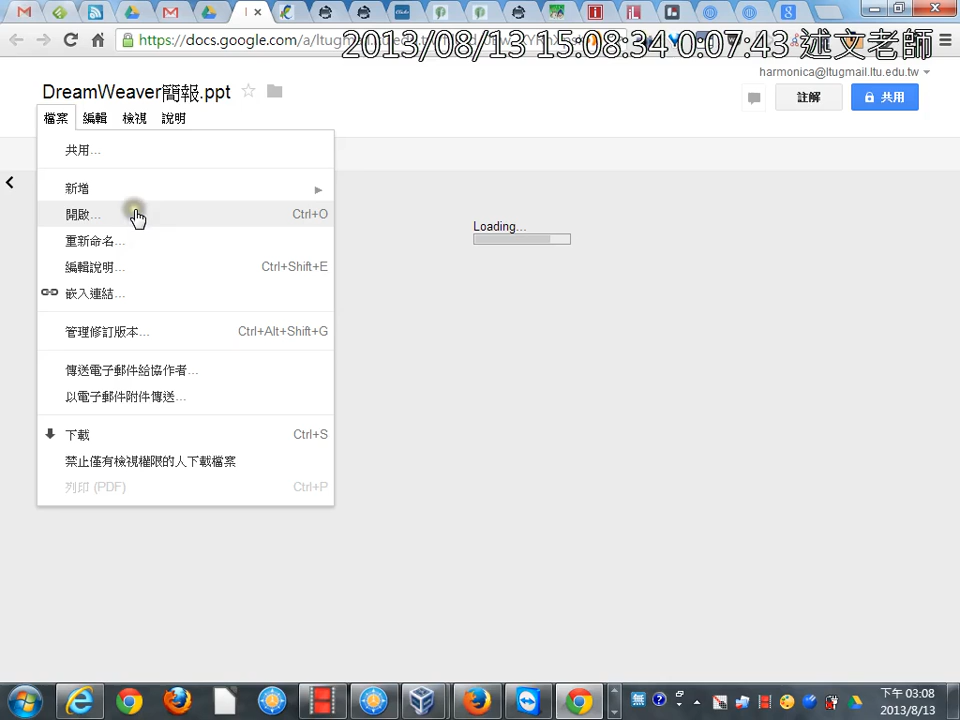 https://docs.google.com/a/ltug
2013/08/13 15:08:34 0:07:43 述文老師
harmonica@ltugmail.ltu.edu.tw
DreamWeaver簡報.ppt
註解
共用
檔案 編輯 檢視 說明
共用...
新增
開啟... Ctrl+O
重新命名...
編輯說明... Ctrl+Shift+E
嵌入連結...
管理修訂版本... Ctrl+Alt+Shift+G
傳送電子郵件給協作者...
以電子郵件附件傳送...
下載 Ctrl+S
禁止僅有檢視權限的人下載檔案
列印 (PDF) Ctrl+P
Loading...
無
下午 03:08
2013/8/13